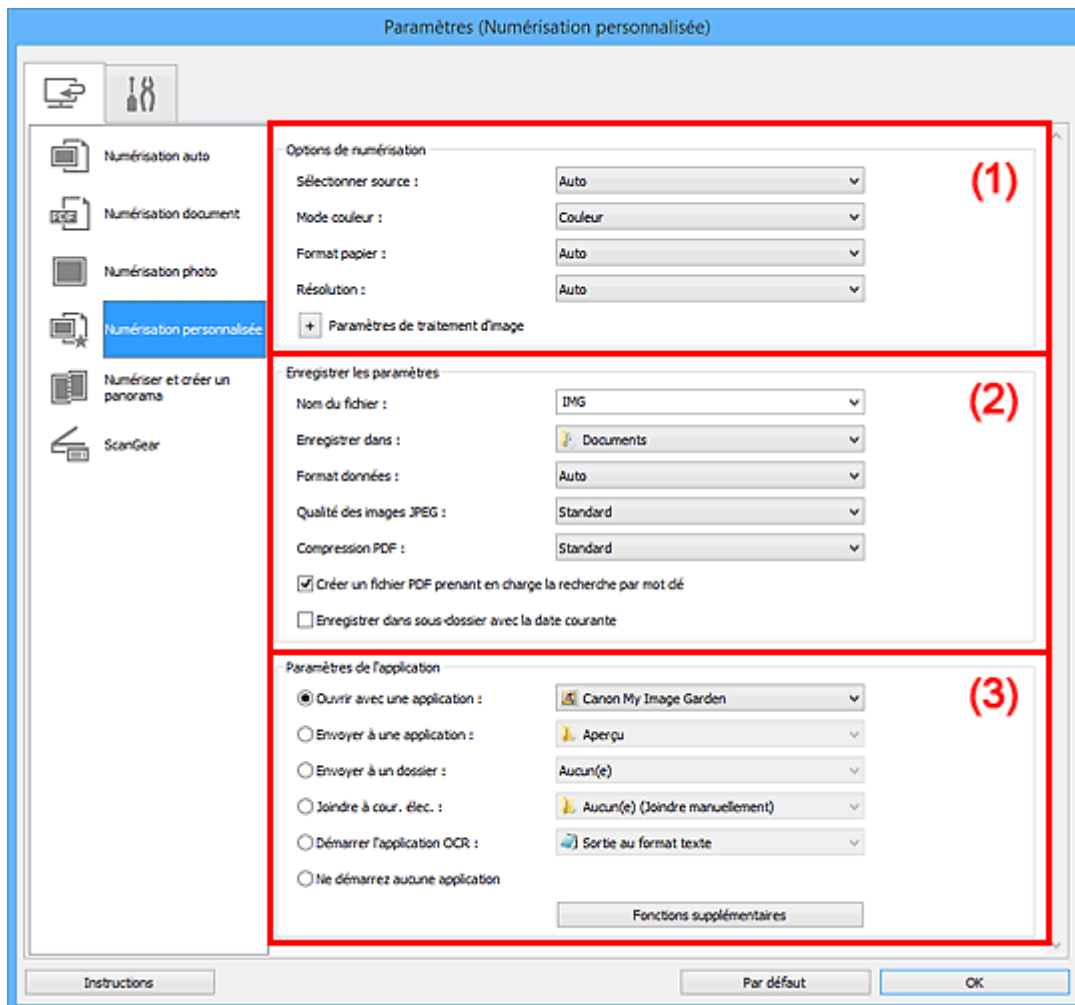 Paramètres (Numérisation personnalisée)
Numérisation auto
PDF
Numérisation document
Numérisation photo
Numérisation personnalisée
Numériser et créer un
panorama
ScanGear
Options de numérisation
(1)
Sélectionner source : Auto
Mode couleur : Couleur
Format papier : Auto
Résolution : Auto
+ Paramètres de traitement d'image
Enregistrer les paramètres
(2)
Nom du fichier : IMG
Enregistrer dans : Documents
Format données : Auto
Qualité des images JPEG : Standard
Compression PDF : Standard
Créer un fichier PDF prenant en charge la recherche par mot clé
Enregistrer dans sous-dossier avec la date courante
Paramètres de l'application
(3)
Ouvrir avec une application : Canon My Image Garden
Envoyer à une application : Aperçu
Envoyer à un dossier : Aucun(e)
Joindre à cour. élec. : Aucun(e) (Joindre manuellement)
Démarrer l'application OCR : Sortie au format texte
Ne démarrez aucune application
Fonctions supplémentaires
Instructions
Par défaut
OK